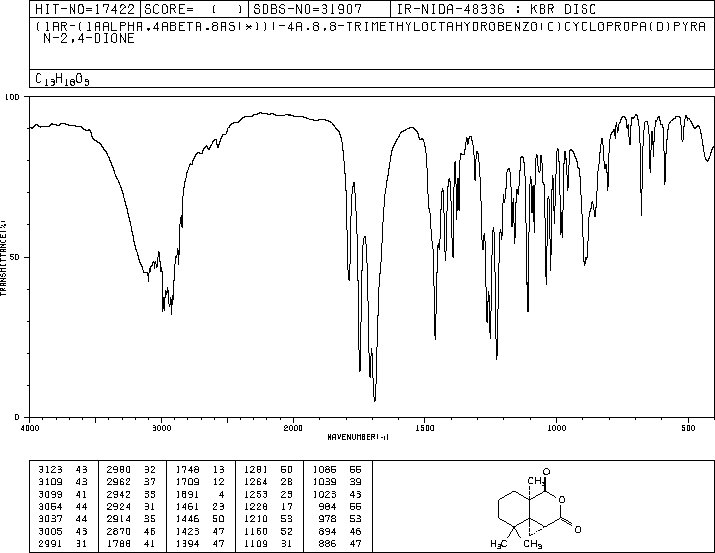 HIT-NO=17422 SCORE= ( ) SDBS-NO=31907 IR-NIDA-48336 : KBR DISC
(1AR-(1AALPHA,4ABETA,8AS(*)))-4A,8,8-TRIMETHYLOCTAHYDROBENZO(C)CYCLOPROPA(D)PYRA
N-2,4-DIONE
C13H18O3
100
50
0
TRANSMITTANCE(%)
4000 3000 2000 1500 1000 500
WAVENUMBER(-1)
3123 43 2980 32 1748 13 1281 50 1086 55
3109 43 2962 37 1709 12 1264 28 1039 39
3099 41 2942 35 1691 4 1253 23 1023 43
3054 44 2924 31 1461 23 1228 17 984 55
3037 44 2914 35 1446 50 1210 53 978 53
3005 43 2870 46 1423 47 1160 52 894 46
2991 31 1788 41 1394 47 1109 31 886 47
O
CH3
O
O
H3C CH3